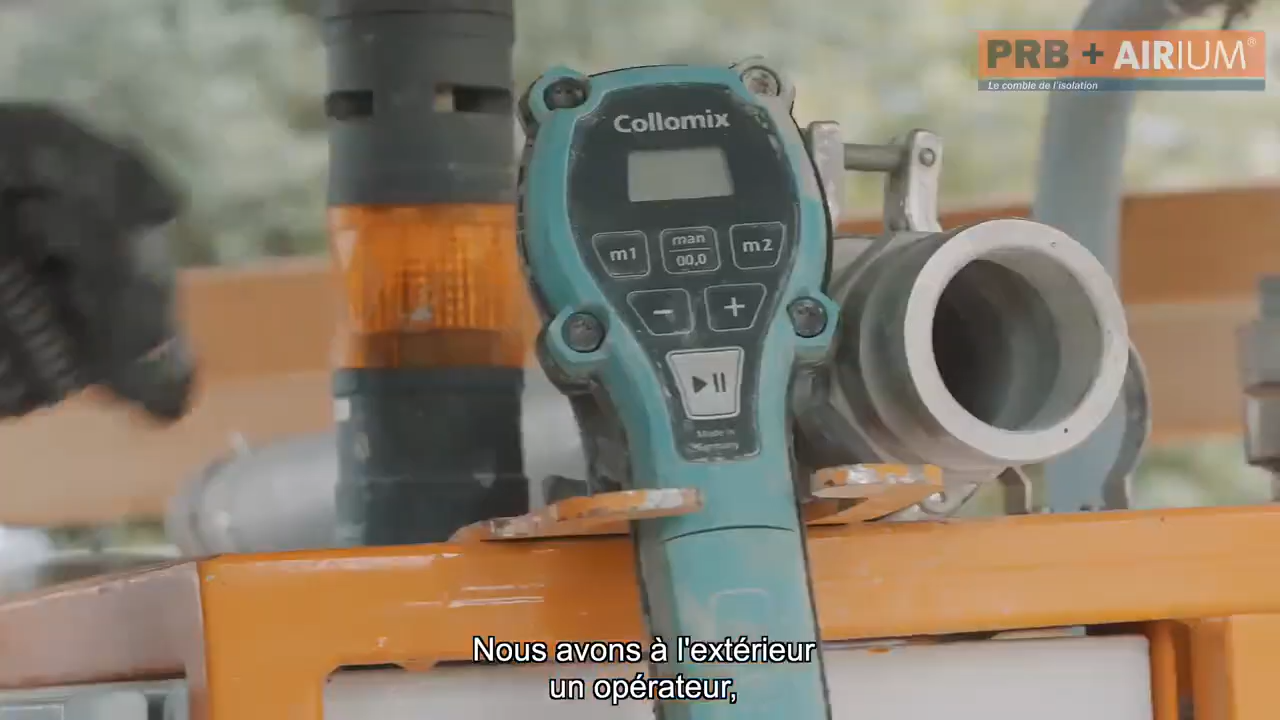 PRB + AIRIUM®
Le comble de l'isolation
Collomix
m1
man
00,0
m2
− +
Made in
Germany
Nous avons à l'extérieur
un opérateur,